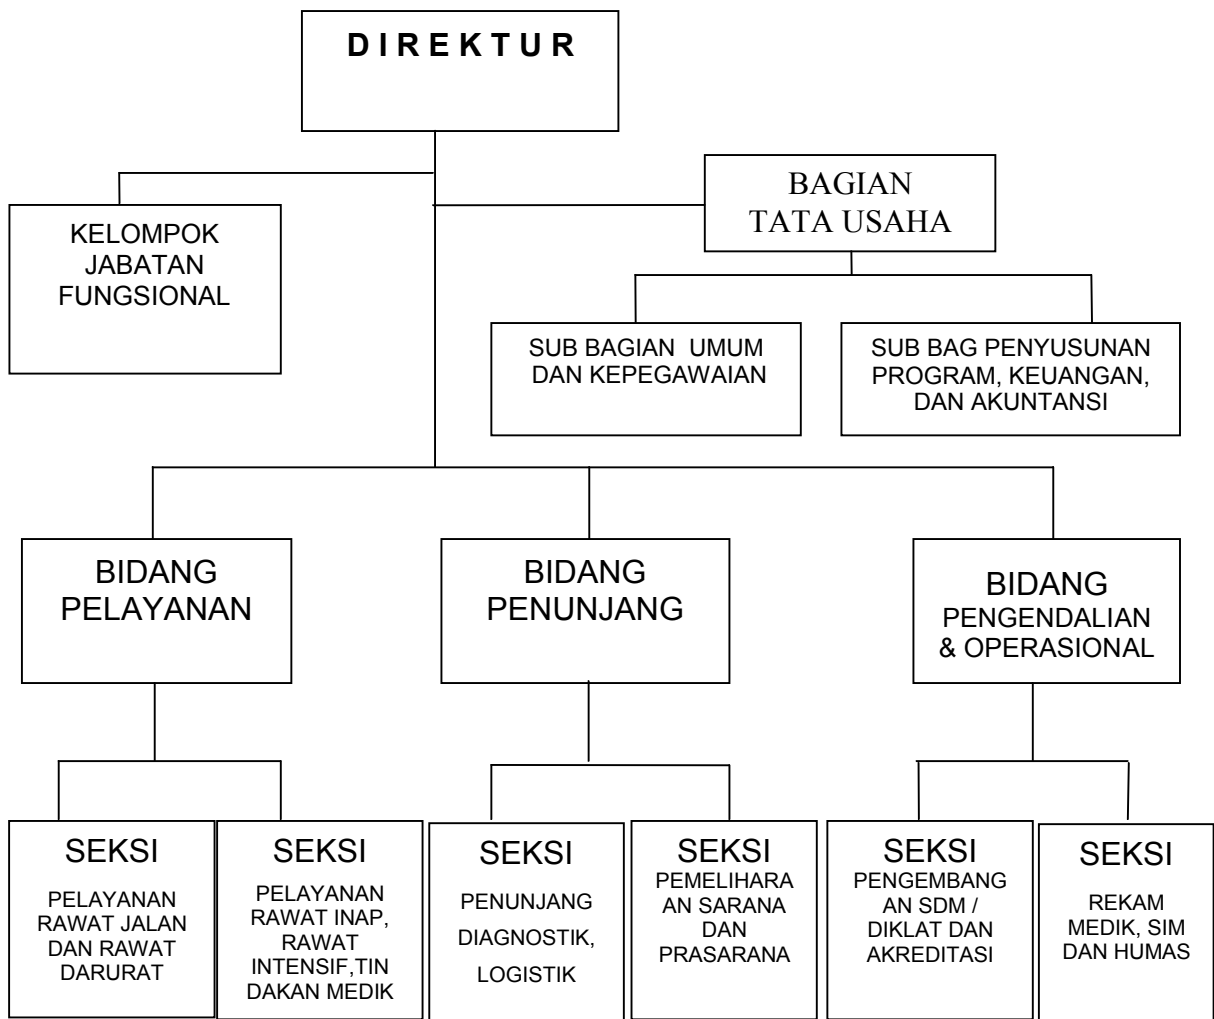 D I R E K T U R
BAGIAN
TATA USAHA
KELOMPOK
JABATAN
FUNGSIONAL
SUB BAGIAN UMUM
DAN KEPEGAWAIAN
SUB BAG PENYUSUNAN
PROGRAM, KEUANGAN,
DAN AKUNTANSI
BIDANG
PELAYANAN
BIDANG
PENUNJANG
BIDANG
PENGENDALIAN
& OPERASIONAL
SEKSI
PELAYANAN
RAWAT JALAN
DAN RAWAT
DARURAT
SEKSI
PELAYANAN
RAWAT INAP,
RAWAT
INTENSIF,TIN
DAKAN MEDIK
SEKSI
PENUNJANG
DIAGNOSTIK,
LOGISTIK
SEKSI
PEMELIHARA
AN SARANA
DAN
PRASARANA
SEKSI
PENGEMBANG
AN SDM /
DIKLAT DAN
AKREDITASI
SEKSI
REKAM
MEDIK, SIM
DAN HUMAS